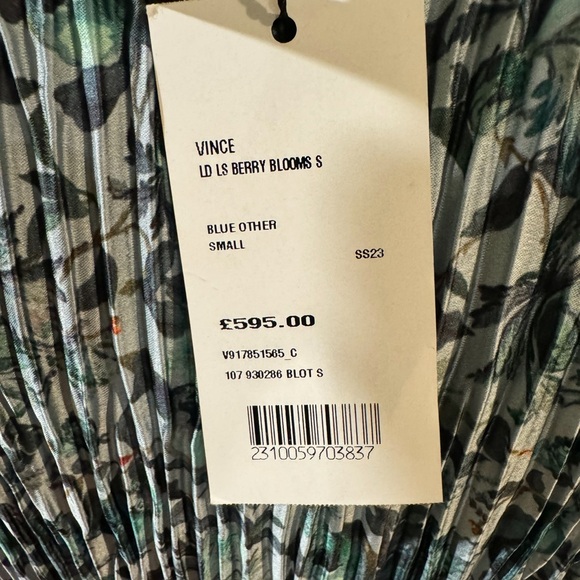 VINCE
LD LS BERRY BLOOMS S
BLUE OTHER
SMALL
SS23
£595.00
V917851565_C
107 930286 BLOT S
2310059703837